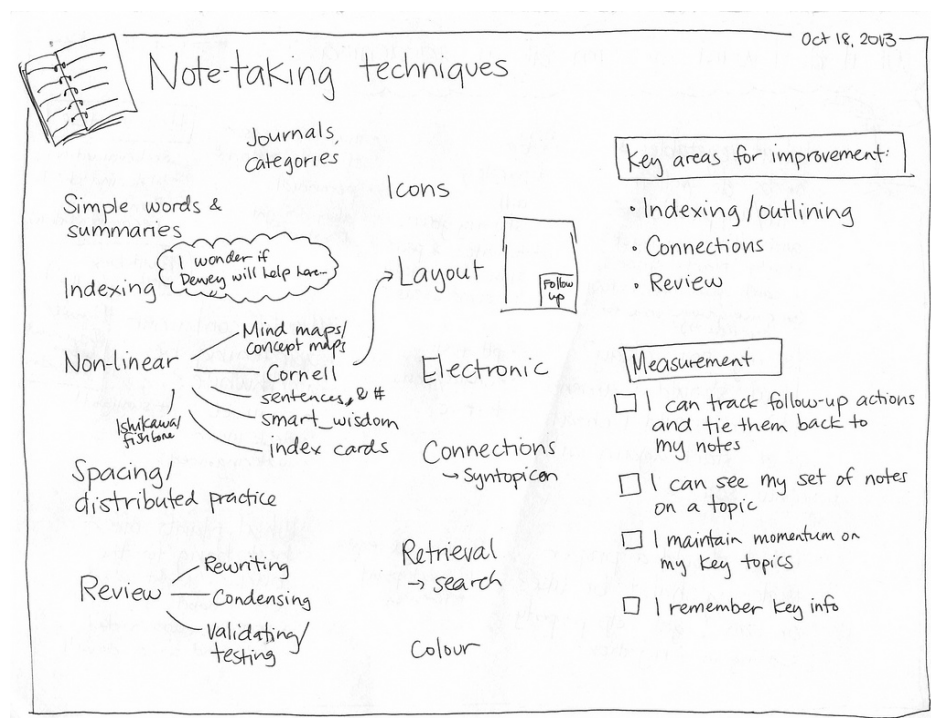 Oct 18, 2013
Note-taking techniques
Journals,
categories
Icons
Simple words &
summaries
Indexing
I wonder if
Dewey will help here...
Layout
Follow
up
Non-linear
Mind maps/
concept maps
Cornell
sentences, & #
smart_wisdom
index cards
Ishikawa/
fishbone
Electronic
Spacing/
distributed practice
Connections
→ Syntopicon
Review
Rewriting
Condensing
Validating/
testing
Retrieval
→ search
Colour
Key areas for improvement:
• Indexing/outlining
• Connections
• Review
Measurement
I can track follow-up actions
and tie them back to
my notes
I can see my set of notes
on a topic
I maintain momentum on
my key topics
I remember key info